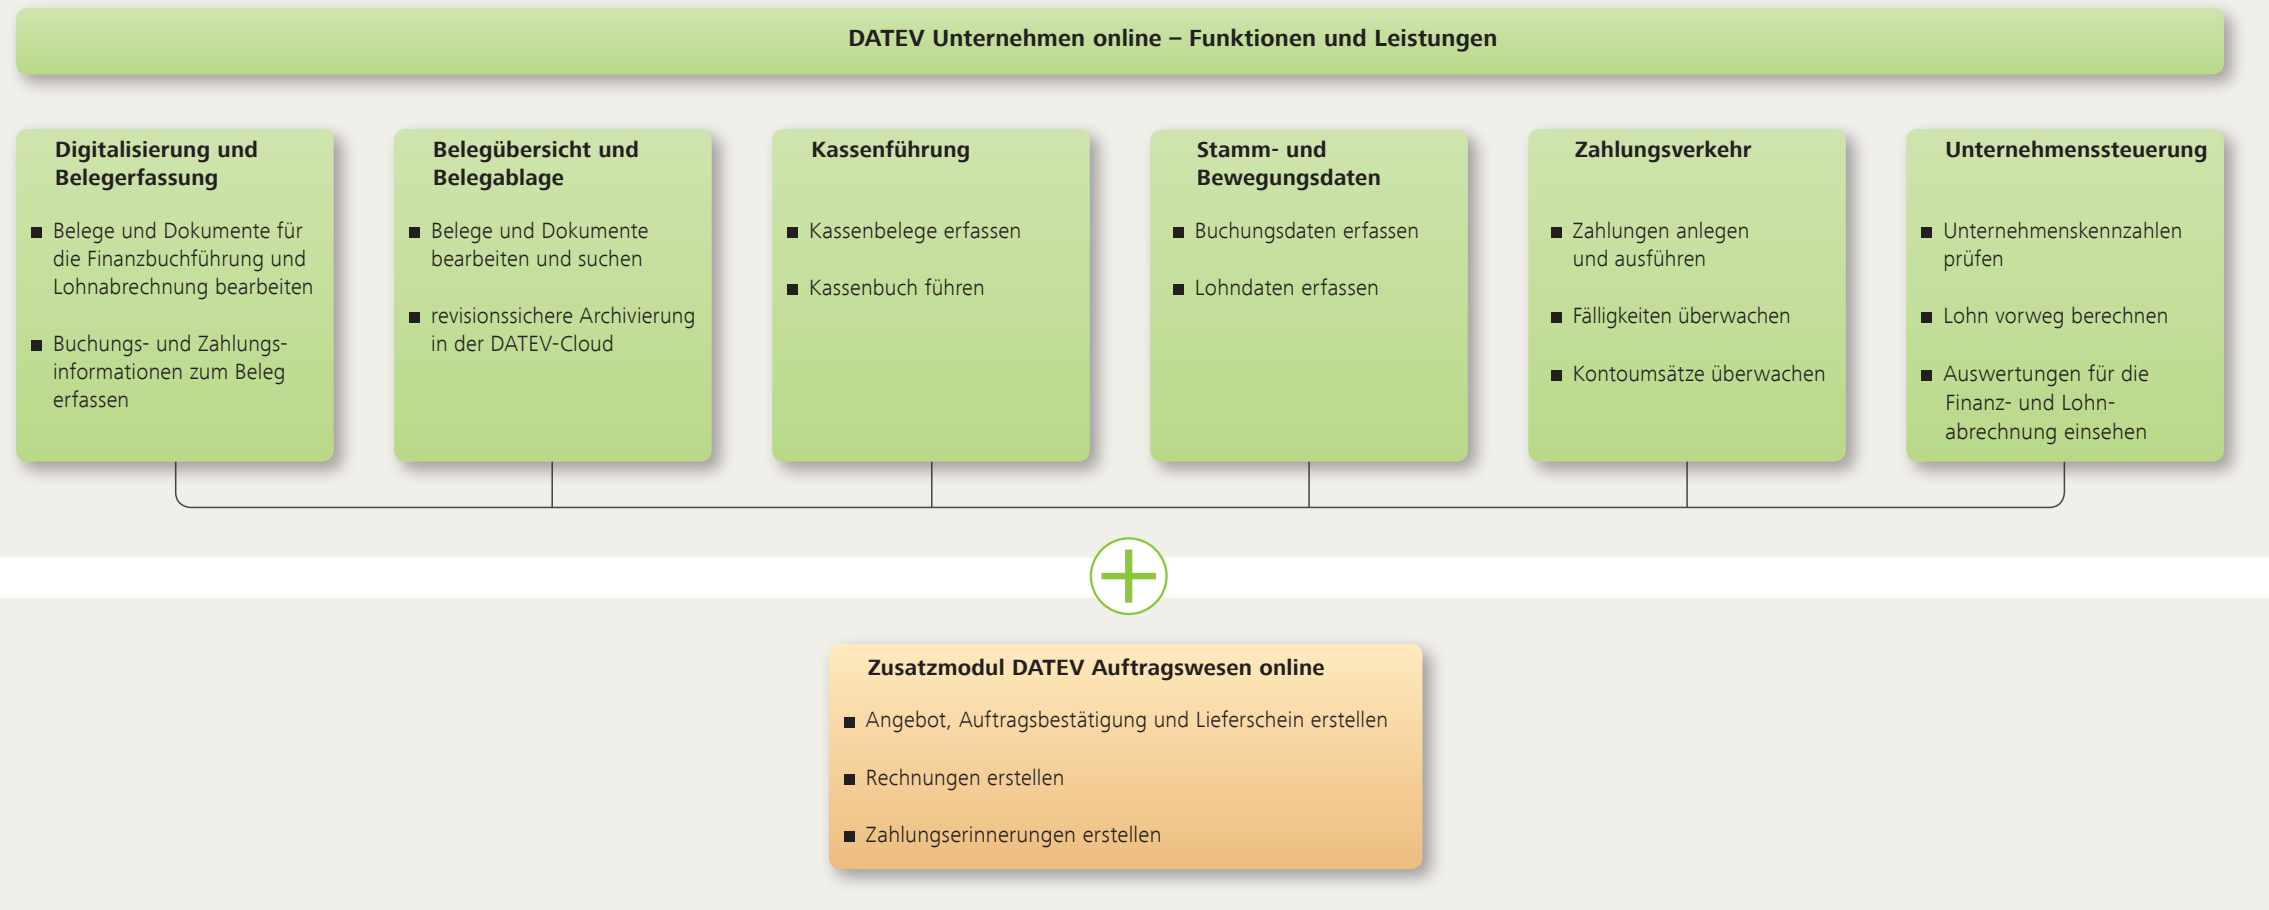 DATEV Unternehmen online – Funktionen und Leistungen
Digitalisierung und
Belegerfassung
■ Belege und Dokumente für
die Finanzbuchführung und
Lohnabrechnung bearbeiten
■ Buchungs- und Zahlungs-
informationen zum Beleg
erfassen
Belegübersicht und
Belegablage
■ Belege und Dokumente
bearbeiten und suchen
■ revisionssichere Archivierung
in der DATEV-Cloud
Kassenführung
■ Kassenbelege erfassen
■ Kassenbuch führen
Stamm- und
Bewegungsdaten
■ Buchungsdaten erfassen
■ Lohndaten erfassen
Zahlungsverkehr
■ Zahlungen anlegen
und ausführen
■ Fälligkeiten überwachen
■ Kontoumsätze überwachen
Unternehmenssteuerung
■ Unternehmenskennzahlen
prüfen
■ Lohn vorweg berechnen
■ Auswertungen für die
Finanz- und Lohn-
abrechnung einsehen
Zusatzmodul DATEV Auftragswesen online
■ Angebot, Auftragsbestätigung und Lieferschein erstellen
■ Rechnungen erstellen
■ Zahlungserinnerungen erstellen